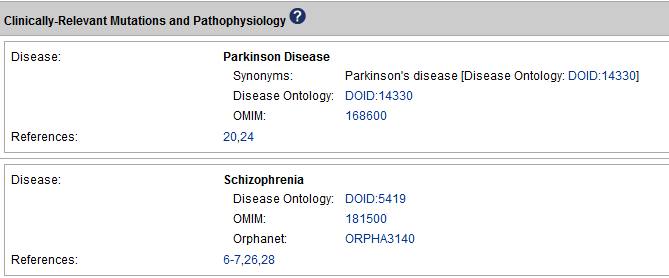 Clinically-Relevant Mutations and Pathophysiology ?
Disease: Parkinson Disease
Synonyms: Parkinson's disease [Disease Ontology: DOID:14330]
Disease Ontology: DOID:14330
OMIM: 168600
References: 20,24
Disease: Schizophrenia
Disease Ontology: DOID:5419
OMIM: 181500
Orphanet: ORPHA3140
References: 6-7,26,28